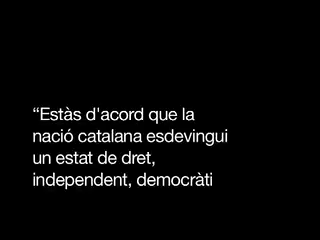 “Estàs d'acord que la
nació catalana esdevingui
un estat de dret,
independent, democràti